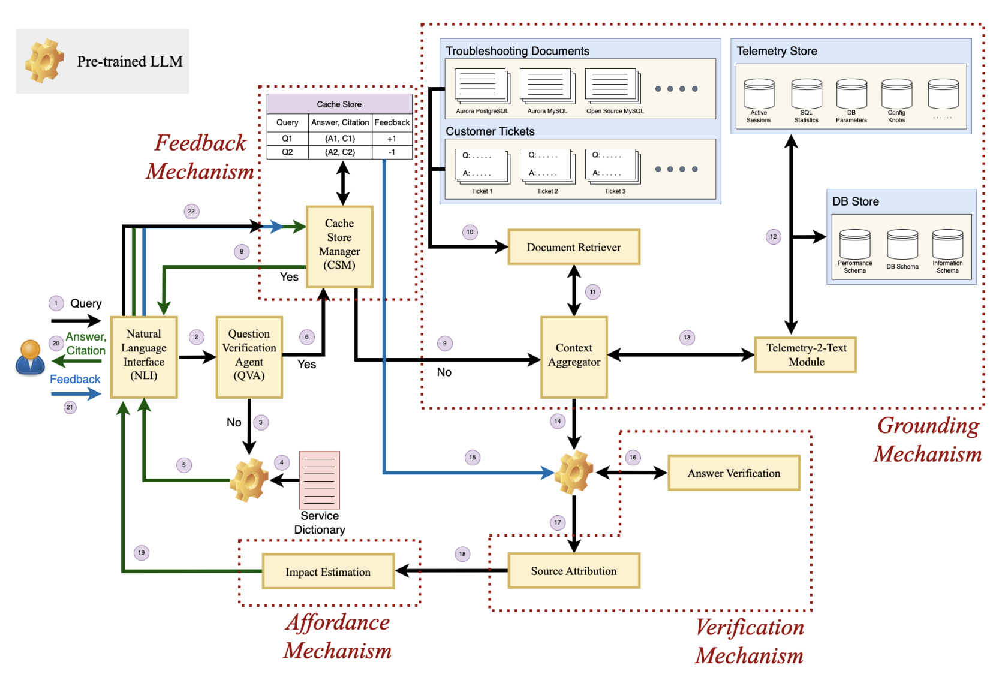 Pre-trained LLM
Feedback
Mechanism
Cache Store
Query
Answer, Citation
Feedback
Q1
{A1, C1}
+1
Q2
{A2, C2}
-1
Troubleshooting Documents
Aurora PostgreSQL
Aurora MySQL
Open Source MySQL
Customer Tickets
Q: . . . . .
A: . . . . .
Q: . . . . .
A: . . . . .
Q: . . . . .
A: . . . . .
Ticket 1
Ticket 2
Ticket 3
Telemetry Store
Active
Sessions
SQL
Statistics
DB
Parameters
Config
Knobs
. . . . . .
DB Store
Performance
Schema
DB Schema
Information
Schema
22
Cache
Store
Manager
(CSM)
8
Yes
10
Document Retriever
12
11
1
Query
20
Answer,
Citation
Feedback
21
Natural
Language
Interface
(NLI)
2
Question
Verification
Agent
(QVA)
6
Yes
9
No
Context
Aggregator
13
Telemetry-2-Text
Module
No
3
14
Grounding
Mechanism
5
4
Service
Dictionary
15
16
Answer Verification
17
19
Impact Estimation
18
Source Attribution
Affordance
Mechanism
Verification
Mechanism